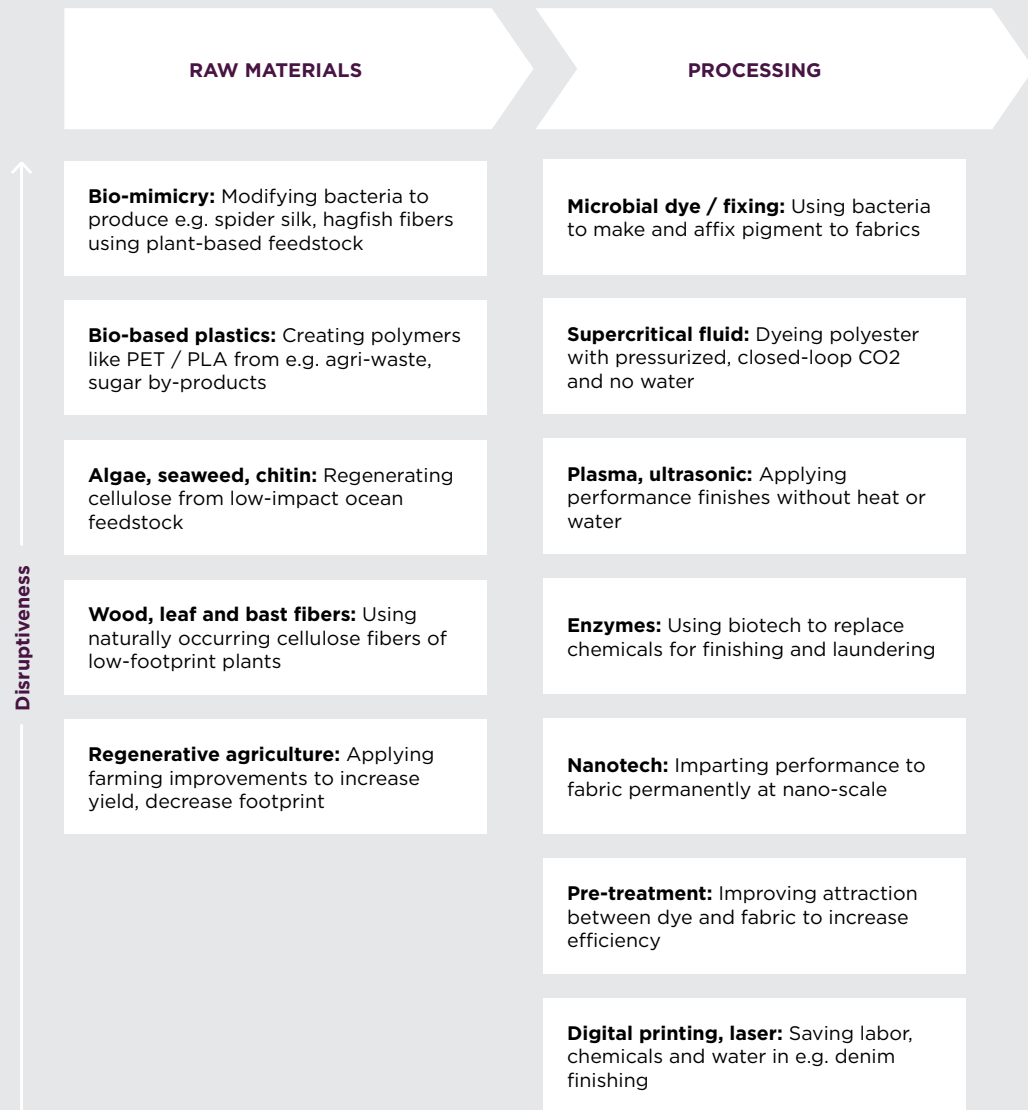 RAW MATERIALS
PROCESSING
Disruptiveness
Bio-mimicry: Modifying bacteria to
produce e.g. spider silk, hagfish fibers
using plant-based feedstock
Bio-based plastics: Creating polymers
like PET / PLA from e.g. agri-waste,
sugar by-products
Algae, seaweed, chitin: Regenerating
cellulose from low-impact ocean
feedstock
Wood, leaf and bast fibers: Using
naturally occurring cellulose fibers of
low-footprint plants
Regenerative agriculture: Applying
farming improvements to increase
yield, decrease footprint
Microbial dye / fixing: Using bacteria
to make and affix pigment to fabrics
Supercritical fluid: Dyeing polyester
with pressurized, closed-loop CO2
and no water
Plasma, ultrasonic: Applying
performance finishes without heat or
water
Enzymes: Using biotech to replace
chemicals for finishing and laundering
Nanotech: Imparting performance to
fabric permanently at nano-scale
Pre-treatment: Improving attraction
between dye and fabric to increase
efficiency
Digital printing, laser: Saving labor,
chemicals and water in e.g. denim
finishing